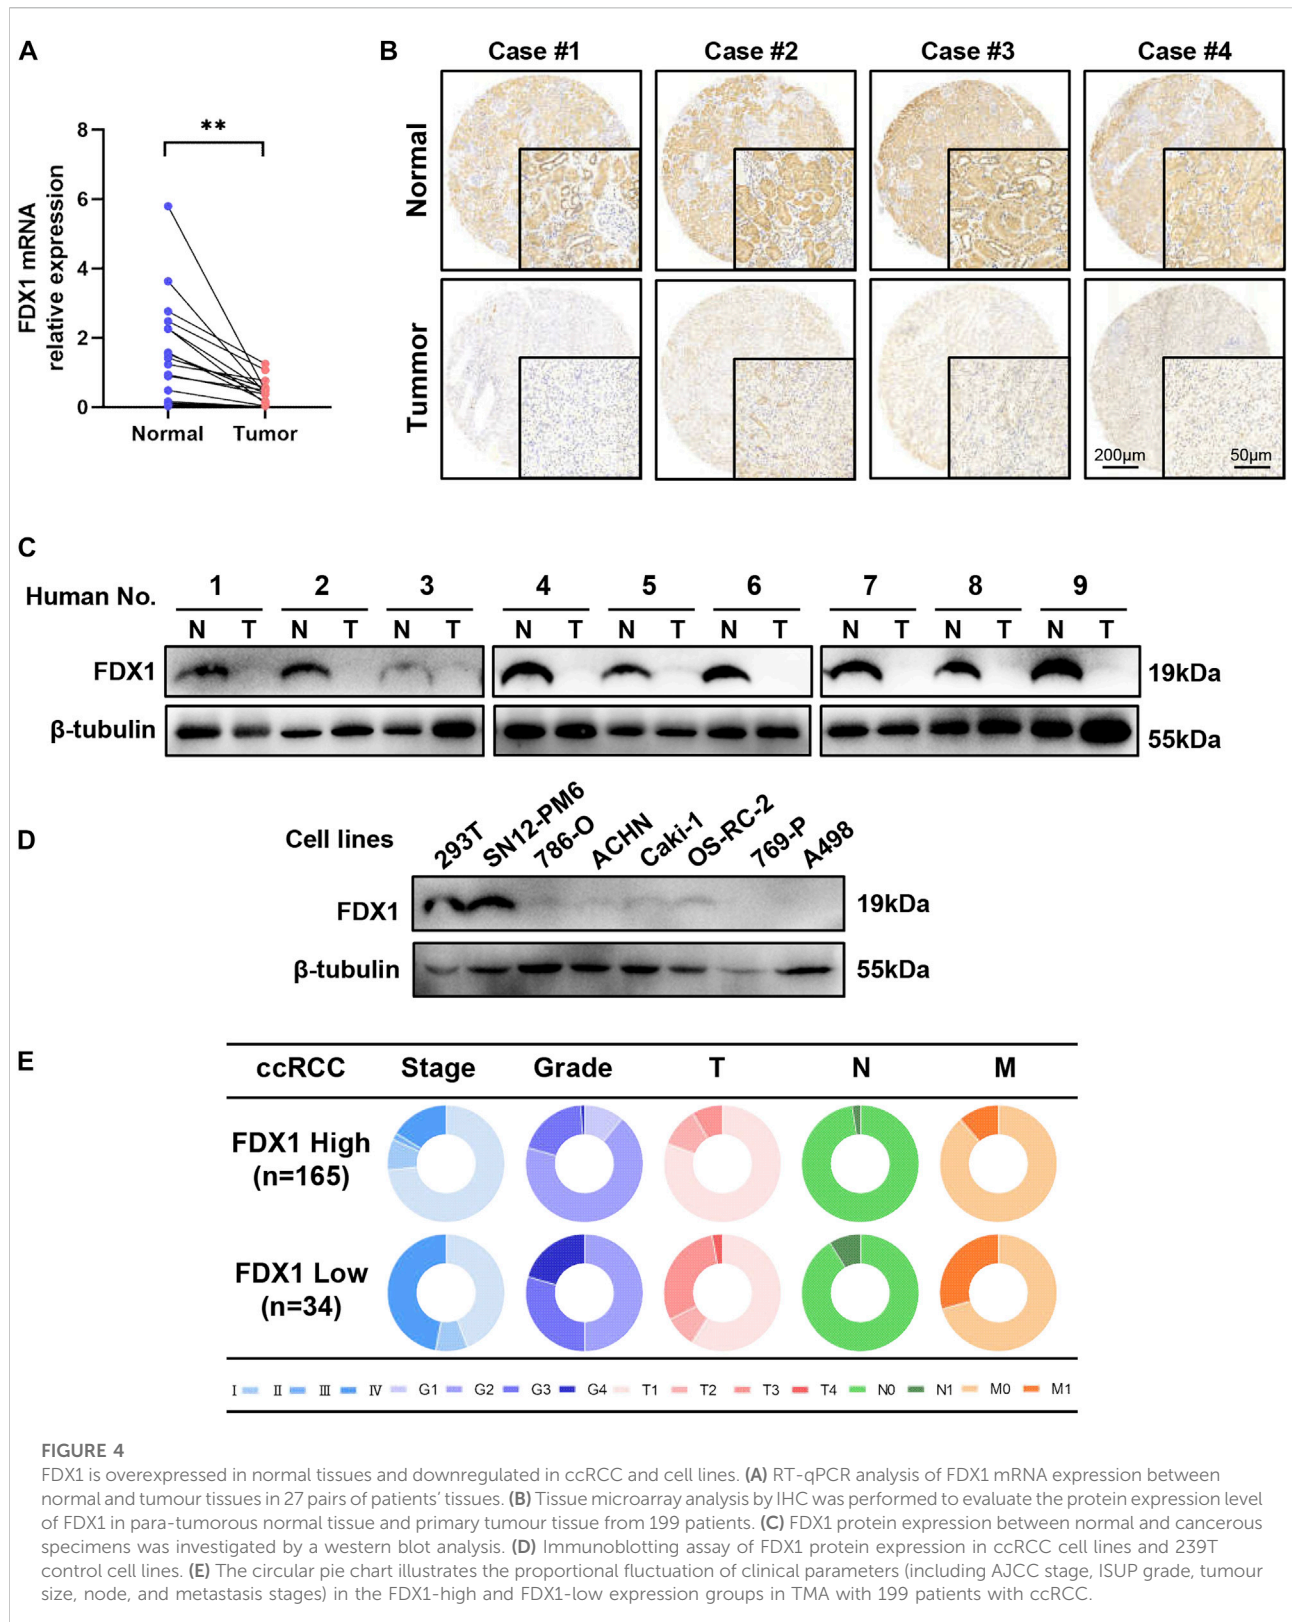 A
B
Case #1 Case #2 Case #3 Case #4
FDX1 mRNA
relative expression
8
6
4
2
0
**
Normal Tumor
Normal
Tummor
200μm 50μm
C
Human No. 1 2 3 4 5 6 7 8 9
N T N T N T N T N T N T N T N T N T
FDX1 19kDa
β-tubulin 55kDa
D
Cell lines 293T SN12-PM6 786-O ACHN Caki-1 OS-RC-2 769-P A498
FDX1 19kDa
β-tubulin 55kDa
E
ccRCC Stage Grade T N M
FDX1 High
(n=165)
FDX1 Low
(n=34)
I II III IV G1 G2 G3 G4 T1 T2 T3 T4 N0 N1 M0 M1
FIGURE 4
FDX1 is overexpressed in normal tissues and downregulated in ccRCC and cell lines. (A) RT-qPCR analysis of FDX1 mRNA expression between
normal and tumour tissues in 27 pairs of patients' tissues. (B) Tissue microarray analysis by IHC was performed to evaluate the protein expression level
of FDX1 in para-tumorous normal tissue and primary tumour tissue from 199 patients. (C) FDX1 protein expression between normal and cancerous
specimens was investigated by a western blot analysis. (D) Immunoblotting assay of FDX1 protein expression in ccRCC cell lines and 239T
control cell lines. (E) The circular pie chart illustrates the proportional fluctuation of clinical parameters (including AJCC stage, ISUP grade, tumour
size, node, and metastasis stages) in the FDX1-high and FDX1-low expression groups in TMA with 199 patients with ccRCC.